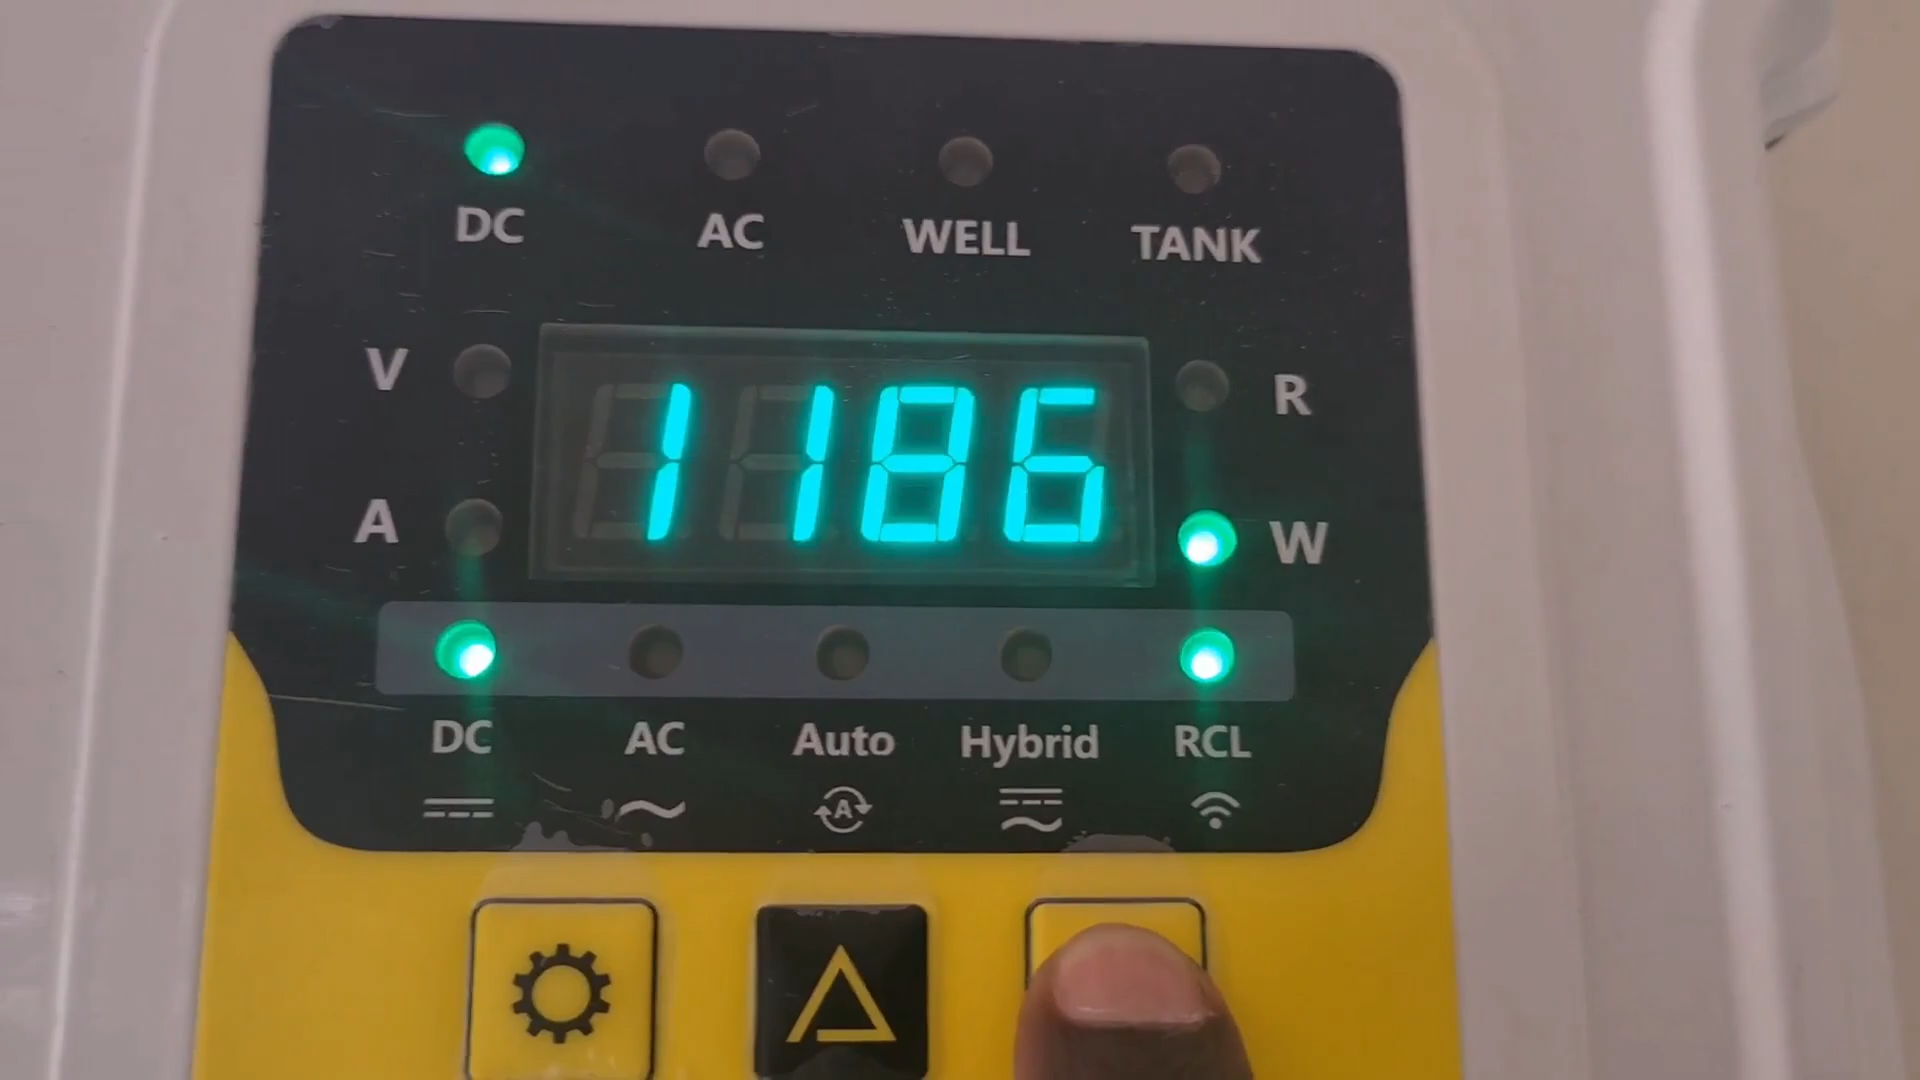 DC AC WELL TANK
V R
1186
A W
DC AC Auto Hybrid RCL
A